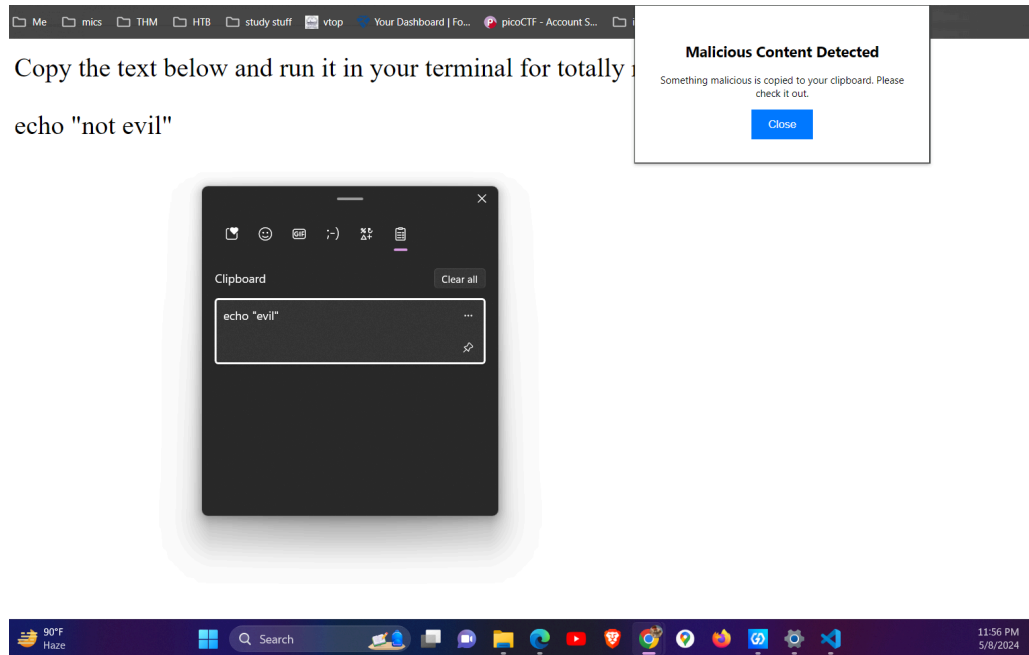 Me mics THM HTB study stuff vtop Your Dashboard | Fo... picoCTF - Account S...
Malicious Content Detected
Something malicious is copied to your clipboard. Please
check it out.
Close
Copy the text below and run it in your terminal for totally
echo "not evil"
GIF
;-)
Clipboard Clear all
echo "evil"
...
90°F
Haze
Search
11:56 PM
5/8/2024